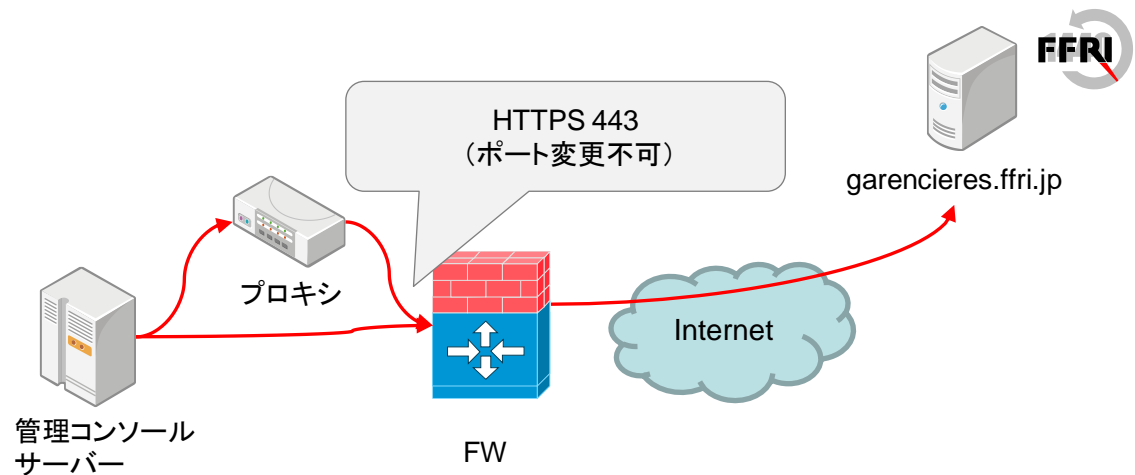 FFRI
HTTPS 443
（ポート変更不可）
garencieres.ffri.jp
プロキシ
Internet
管理コンソール
サーバー
FW